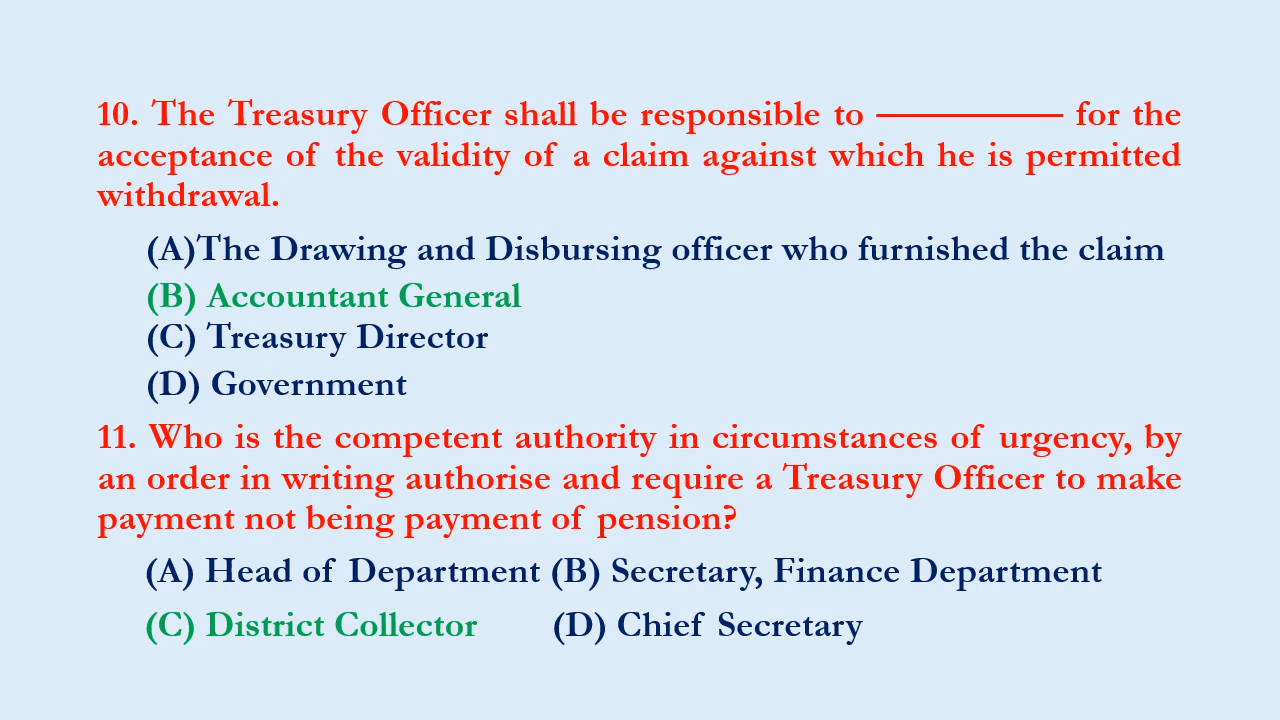 10. The Treasury Officer shall be responsible to —————— for the
acceptance of the validity of a claim against which he is permitted
withdrawal.
(A)The Drawing and Disbursing officer who furnished the claim
(B) Accountant General
(C) Treasury Director
(D) Government
11. Who is the competent authority in circumstances of urgency, by
an order in writing authorise and require a Treasury Officer to make
payment not being payment of pension?
(A) Head of Department (B) Secretary, Finance Department
(C) District Collector (D) Chief Secretary